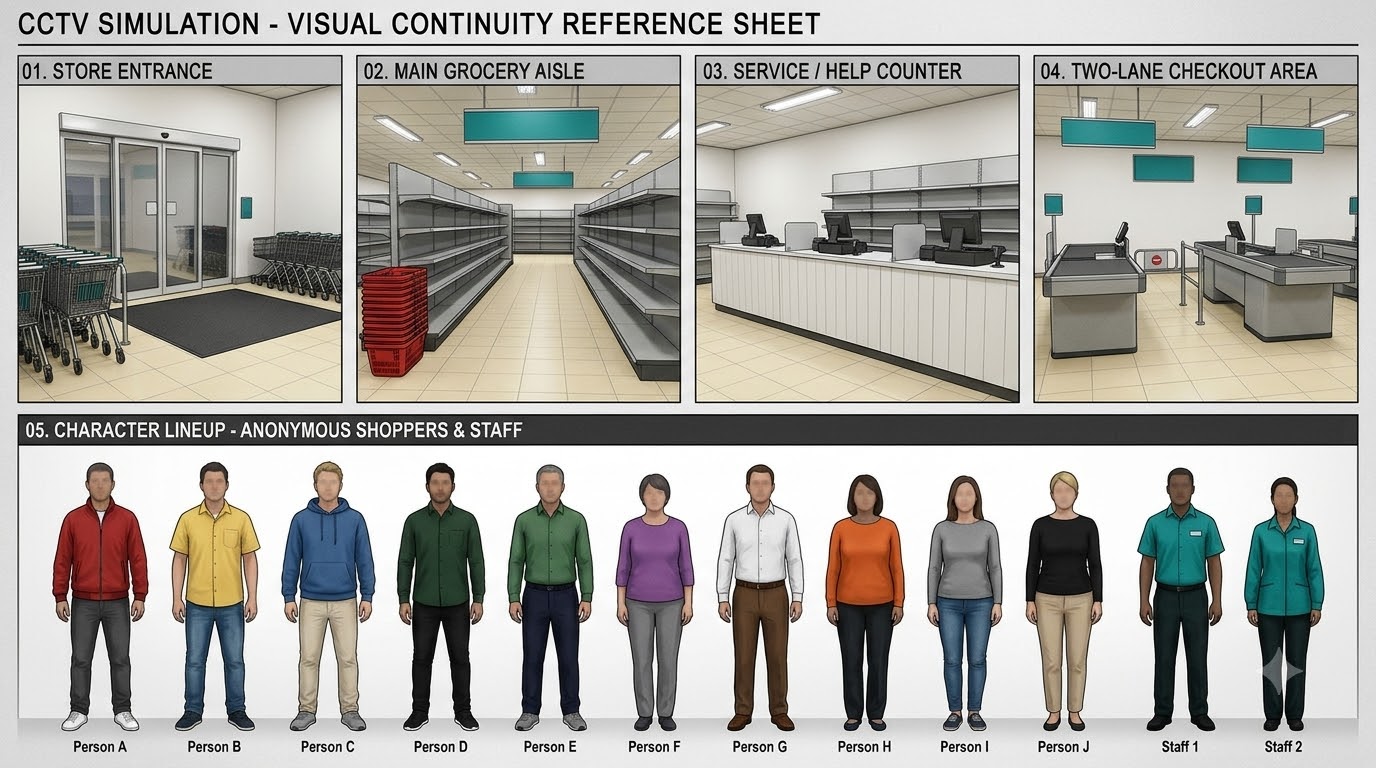 CCTV SIMULATION - VISUAL CONTINUITY REFERENCE SHEET
01. STORE ENTRANCE
02. MAIN GROCERY AISLE
03. SERVICE / HELP COUNTER
04. TWO-LANE CHECKOUT AREA
05. CHARACTER LINEUP - ANONYMOUS SHOPPERS & STAFF
Person A
Person B
Person C
Person D
Person E
Person F
Person G
Person H
Person I
Person J
Staff 1
Staff 2